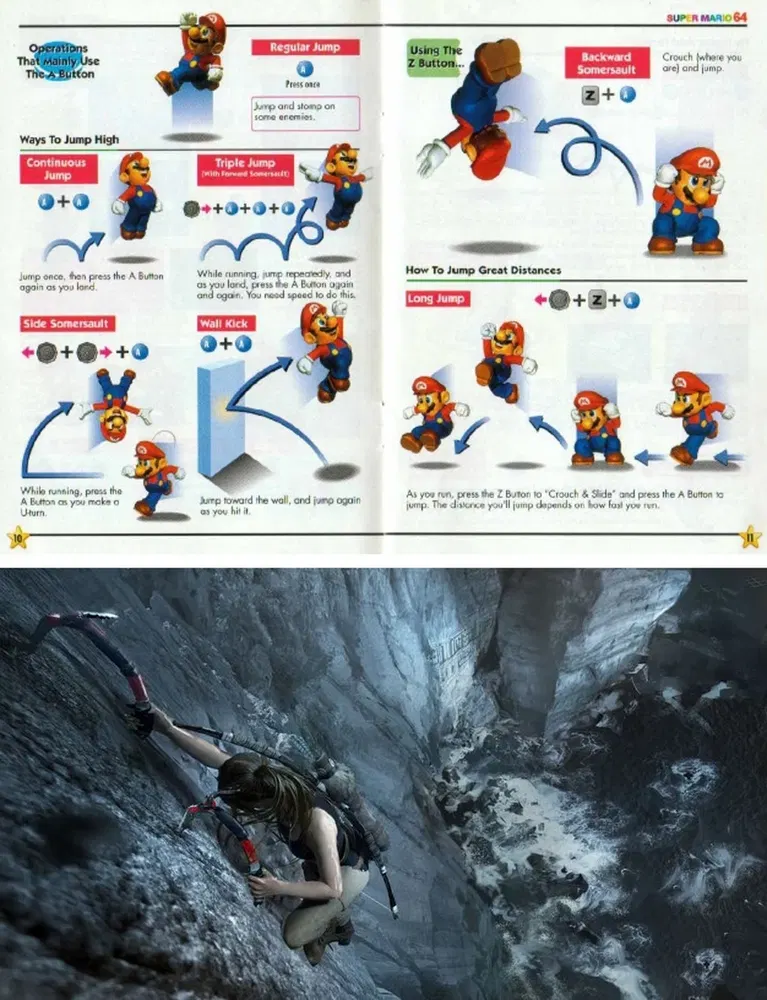 Operations
That Mainly Use
The A Button
Regular Jump
A
Press once
Jump and stomp on
some enemies.
Ways To Jump High
Continuous
Jump
A + A
Jump once, then press the A Button
again as you land.
Triple Jump
(With Forward Somersault)
+ A + A + A
While running, jump repeatedly, and
as you land, press the A Button again
and again. You need speed to do this.
Side Somersault
+ + A
While running, press the
A Button as you make a
U-turn.
Wall Kick
A + A
Jump toward the wall, and jump again
as you hit it.
10
SUPER MARIO 64
Using The
Z Button...
Backward
Somersault
Z + A
Crouch (where you
are) and jump.
M
How To Jump Great Distances
Long Jump
+ Z + A
As you run, press the Z Button to "Crouch & Slide" and press the A Button to
jump. The distance you'll jump depends on how fast you run.
11